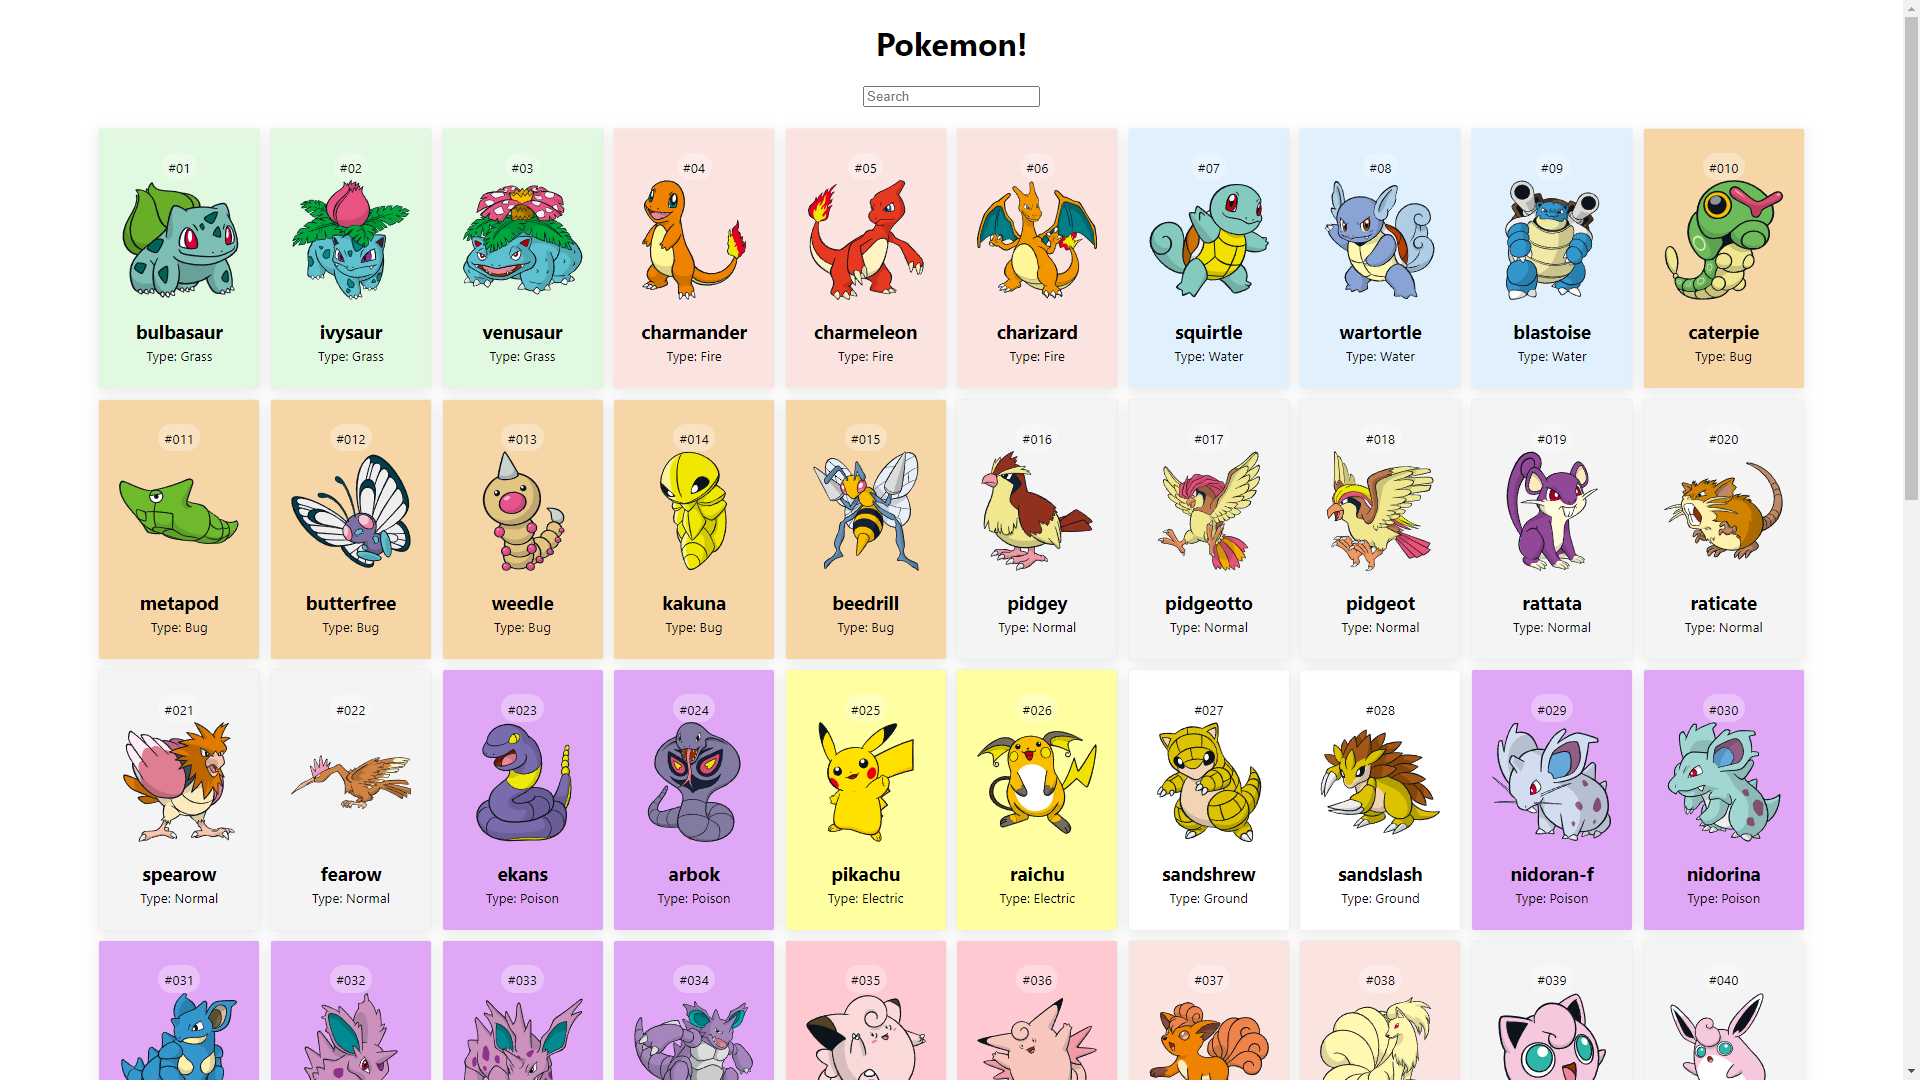 Pokemon!
Search
#01 #02 #03 #04 #05 #06 #07 #08 #09 #010
bulbasaur ivysaur venusaur charmander charmeleon charizard squirtle wartortle blastoise caterpie
Type: Grass Type: Grass Type: Grass Type: Fire Type: Fire Type: Fire Type: Water Type: Water Type: Water Type: Bug
#011 #012 #013 #014 #015 #016 #017 #018 #019 #020
metapod butterfree weedle kakuna beedrill pidgey pidgeotto pidgeot rattata raticate
Type: Bug Type: Bug Type: Bug Type: Bug Type: Bug Type: Normal Type: Normal Type: Normal Type: Normal Type: Normal
#021 #022 #023 #024 #025 #026 #027 #028 #029 #030
spearow fearow ekans arbok pikachu raichu sandshrew sandslash nidoran-f nidorina
Type: Normal Type: Normal Type: Poison Type: Poison Type: Electric Type: Electric Type: Ground Type: Ground Type: Poison Type: Poison
#031 #032 #033 #034 #035 #036 #037 #038 #039 #040